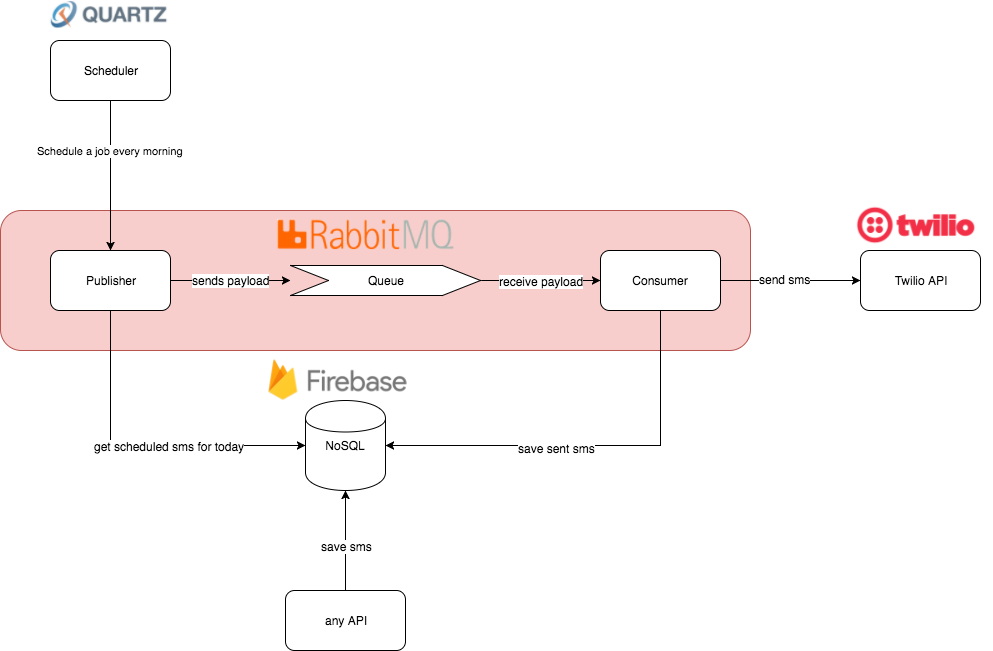 QUARTZ
Scheduler
Schedule a job every morning
RabbitMQ
twilio
Publisher
sends payload
Queue
receive payload
Consumer
send sms
Twilio API
Firebase
get scheduled sms for today
NoSQL
save sent sms
save sms
any API